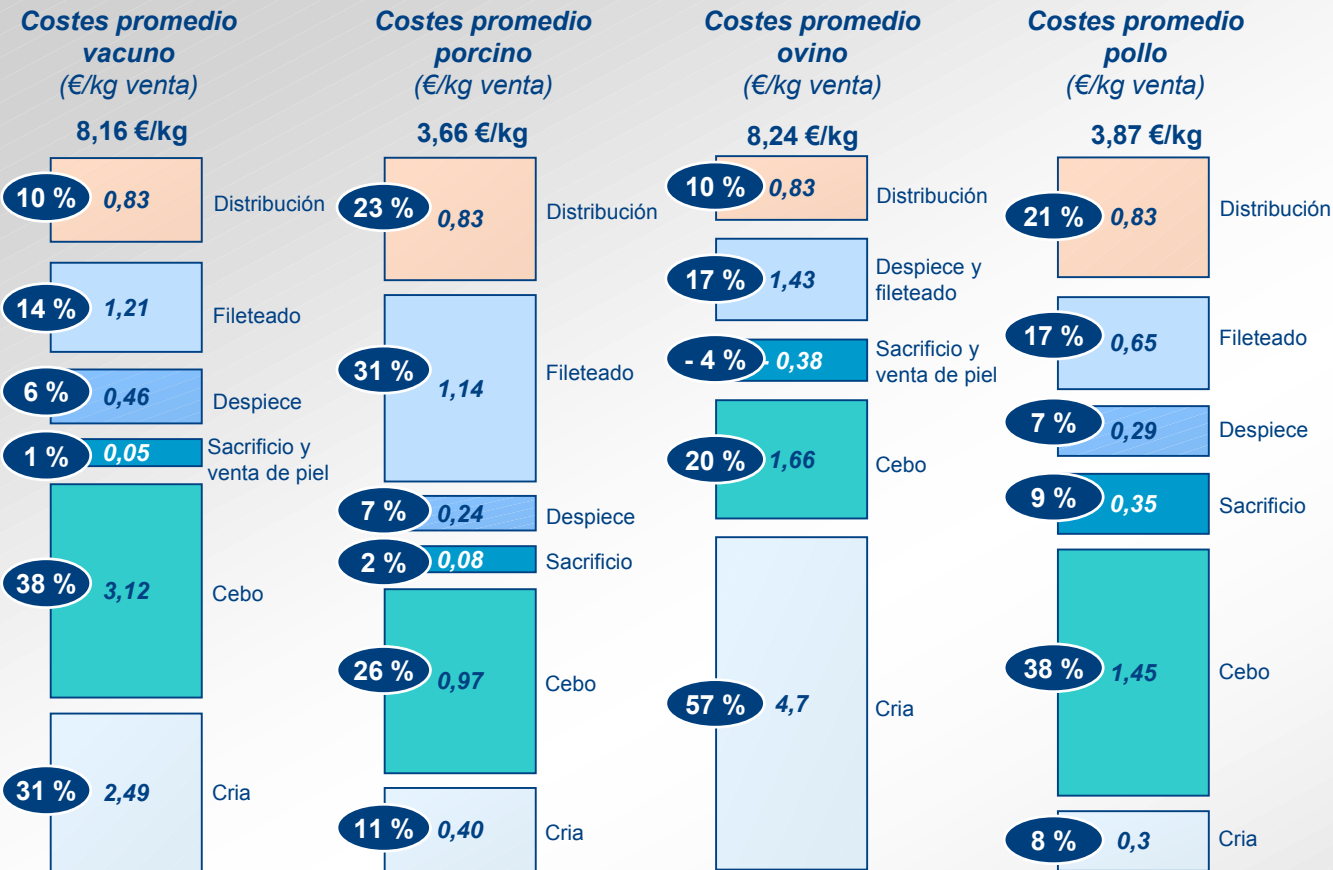 Costes promedio
vacuno
(€/kg venta)
8,16 €/kg
10 %
0,83
Distribución
14 %
1,21
Fileteado
6 %
0,46
Despiece
1 %
0,05
Sacrificio y
venta de piel
38 %
3,12
Cebo
31 %
2,49
Cria
Costes promedio
porcino
(€/kg venta)
3,66 €/kg
23 %
0,83
Distribución
31 %
1,14
Fileteado
7 %
0,24
Despiece
2 %
0,08
Sacrificio
26 %
0,97
Cebo
11 %
0,40
Cria
Costes promedio
ovino
(€/kg venta)
8,24 €/kg
10 %
0,83
Distribución
17 %
1,43
Despiece y
fileteado
- 4 %
- 0,38
Sacrificio y
venta de piel
20 %
1,66
Cebo
57 %
4,7
Cria
Costes promedio
pollo
(€/kg venta)
3,87 €/kg
21 %
0,83
Distribución
17 %
0,65
Fileteado
7 %
0,29
Despiece
9 %
0,35
Sacrificio
38 %
1,45
Cebo
8 %
0,3
Cria